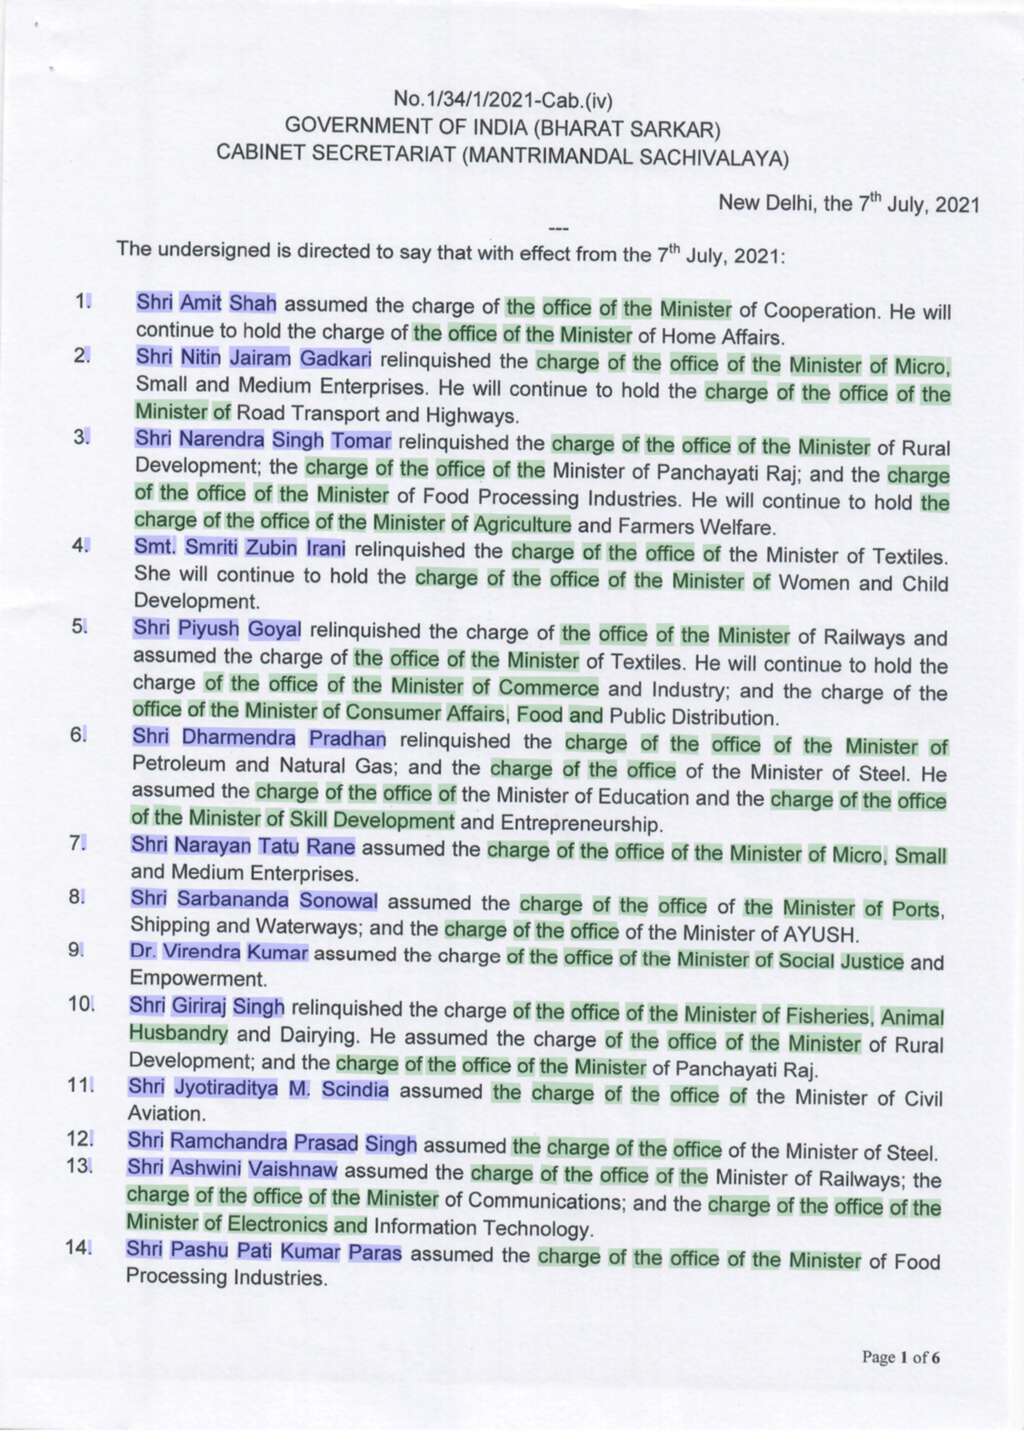 No.1/34/1/2021-Cab.(iv)
GOVERNMENT OF INDIA (BHARAT SARKAR)
CABINET SECRETARIAT (MANTRIMANDAL SACHIVALAYA)
New Delhi, the 7th July, 2021
---
The undersigned is directed to say that with effect from the 7th July, 2021:
1. Shri Amit Shah assumed the charge of the office of the Minister of Cooperation. He will
continue to hold the charge of the office of the Minister of Home Affairs.
2. Shri Nitin Jairam Gadkari relinquished the charge of the office of the Minister of Micro,
Small and Medium Enterprises. He will continue to hold the charge of the office of the
Minister of Road Transport and Highways.
3. Shri Narendra Singh Tomar relinquished the charge of the office of the Minister of Rural
Development; the charge of the office of the Minister of Panchayati Raj; and the charge
of the office of the Minister of Food Processing Industries. He will continue to hold the
charge of the office of the Minister of Agriculture and Farmers Welfare.
4. Smt. Smriti Zubin Irani relinquished the charge of the office of the Minister of Textiles.
She will continue to hold the charge of the office of the Minister of Women and Child
Development.
5. Shri Piyush Goyal relinquished the charge of the office of the Minister of Railways and
assumed the charge of the office of the Minister of Textiles. He will continue to hold the
charge of the office of the Minister of Commerce and Industry; and the charge of the
office of the Minister of Consumer Affairs, Food and Public Distribution.
6. Shri Dharmendra Pradhan relinquished the charge of the office of the Minister of
Petroleum and Natural Gas; and the charge of the office of the Minister of Steel. He
assumed the charge of the office of the Minister of Education and the charge of the office
of the Minister of Skill Development and Entrepreneurship.
7. Shri Narayan Tatu Rane assumed the charge of the office of the Minister of Micro, Small
and Medium Enterprises.
8. Shri Sarbananda Sonowal assumed the charge of the office of the Minister of Ports,
Shipping and Waterways; and the charge of the office of the Minister of AYUSH.
9. Dr. Virendra Kumar assumed the charge of the office of the Minister of Social Justice and
Empowerment.
10. Shri Giriraj Singh relinquished the charge of the office of the Minister of Fisheries, Animal
Husbandry and Dairying. He assumed the charge of the office of the Minister of Rural
Development; and the charge of the office of the Minister of Panchayati Raj.
11. Shri Jyotiraditya M. Scindia assumed the charge of the office of the Minister of Civil
Aviation.
12. Shri Ramchandra Prasad Singh assumed the charge of the office of the Minister of Steel.
13. Shri Ashwini Vaishnaw assumed the charge of the office of the Minister of Railways; the
charge of the office of the Minister of Communications; and the charge of the office of the
Minister of Electronics and Information Technology.
14. Shri Pashu Pati Kumar Paras assumed the charge of the office of the Minister of Food
Processing Industries.
Page 1 of 6